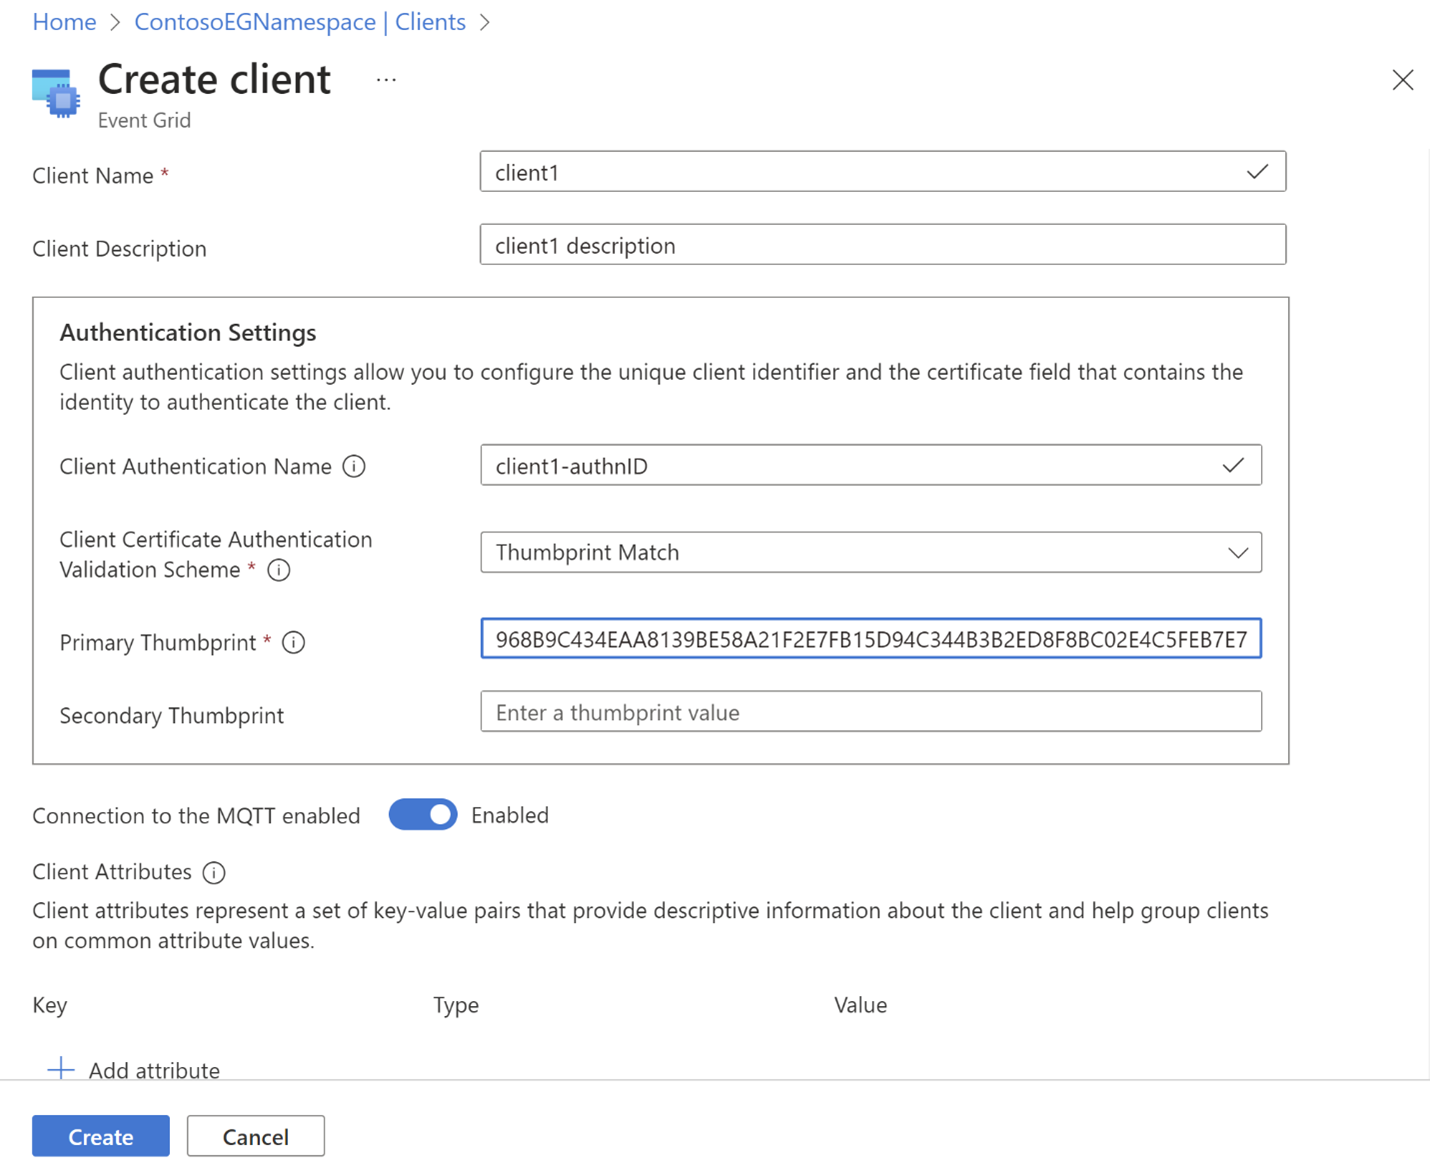 Home > ContosoEGNamespace | Clients >
Create client ...
Event Grid
Client Name *
client1
Client Description
client1 description
Authentication Settings
Client authentication settings allow you to configure the unique client identifier and the certificate field that contains the
identity to authenticate the client.
Client Authentication Name
client1-authnID
Client Certificate Authentication
Validation Scheme *
Thumbprint Match
Primary Thumbprint *
968B9C434EAA8139BE58A21F2E7FB15D94C344B3B2ED8F8BC02E4C5FEB7E7
Secondary Thumbprint
Enter a thumbprint value
Connection to the MQTT enabled
Enabled
Client Attributes
Client attributes represent a set of key-value pairs that provide descriptive information about the client and help group clients
on common attribute values.
Key Type Value
Add attribute
Create Cancel